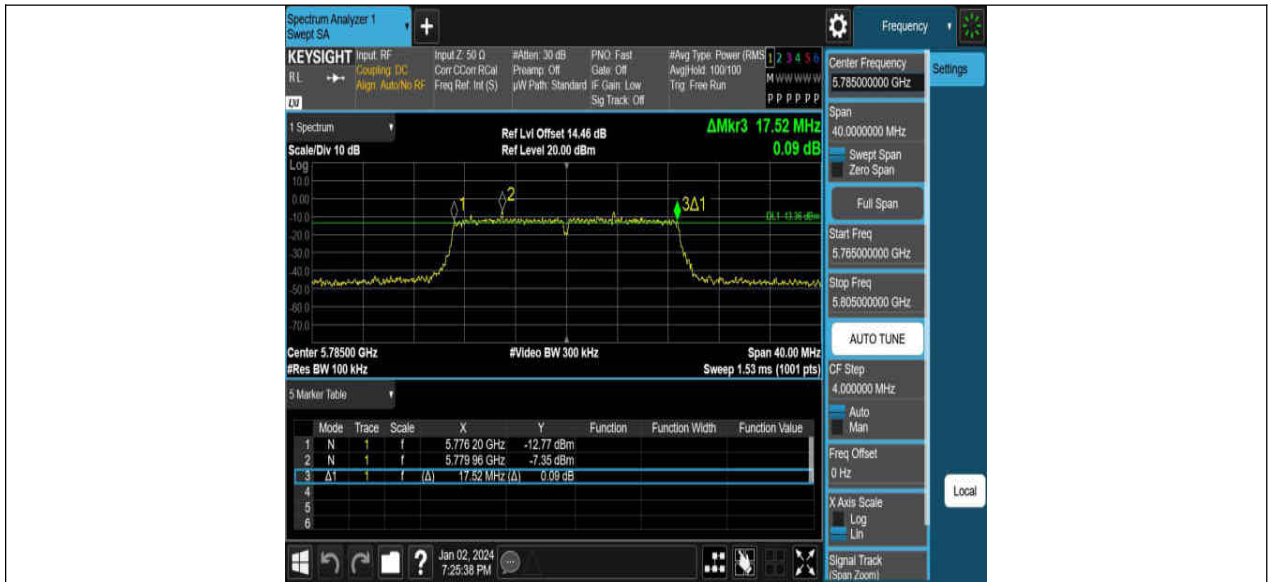 Spectrum Analyzer 1
Swept SA
+
Frequency
KEYSIGHT
RL
LW
Input: RF
Coupling: DC
Align: Auto/No RF
Input Z: 50 Ω
Corr CCorr RCal
Freq Ref: Int (S)
#Atten: 30 dB
Preamp: Off
µW Path: Standard
PNO: Fast
Gate: Off
IF Gain: Low
Sig Track: Off
#Avg Type: Power (RMS
Avg|Hold: 100/100
Trig: Free Run
1 2 3 4 5 6
M W W W W W
P P P P P P
1 Spectrum
Scale/Div 10 dB
Ref Lvl Offset 14.46 dB
Ref Level 20.00 dBm
ΔMkr3 17.52 MHz
0.09 dB
Log
10.0
0.00
-10.0
-20.0
-30.0
-40.0
-50.0
-60.0
-70.0
1
2
3Δ1
DL1 -13.36 dBm
Center 5.78500 GHz
#Res BW 100 kHz
#Video BW 300 kHz
Span 40.00 MHz
Sweep 1.53 ms (1001 pts)
5 Marker Table
Mode Trace Scale X Y Function Function Width Function Value
1 N 1 f 5.776 20 GHz -12.77 dBm
2 N 1 f 5.779 96 GHz -7.35 dBm
3 Δ1 1 f (Δ) 17.52 MHz (Δ) 0.09 dB
4
5
6
?
Jan 02, 2024
7:25:38 PM
Center Frequency
5.785000000 GHz
Settings
Span
40.0000000 MHz
Swept Span
Zero Span
Full Span
Start Freq
5.765000000 GHz
Stop Freq
5.805000000 GHz
AUTO TUNE
CF Step
4.000000 MHz
Auto
Man
Freq Offset
0 Hz
X Axis Scale
Log
Lin
Local
Signal Track
(Span Zoom)